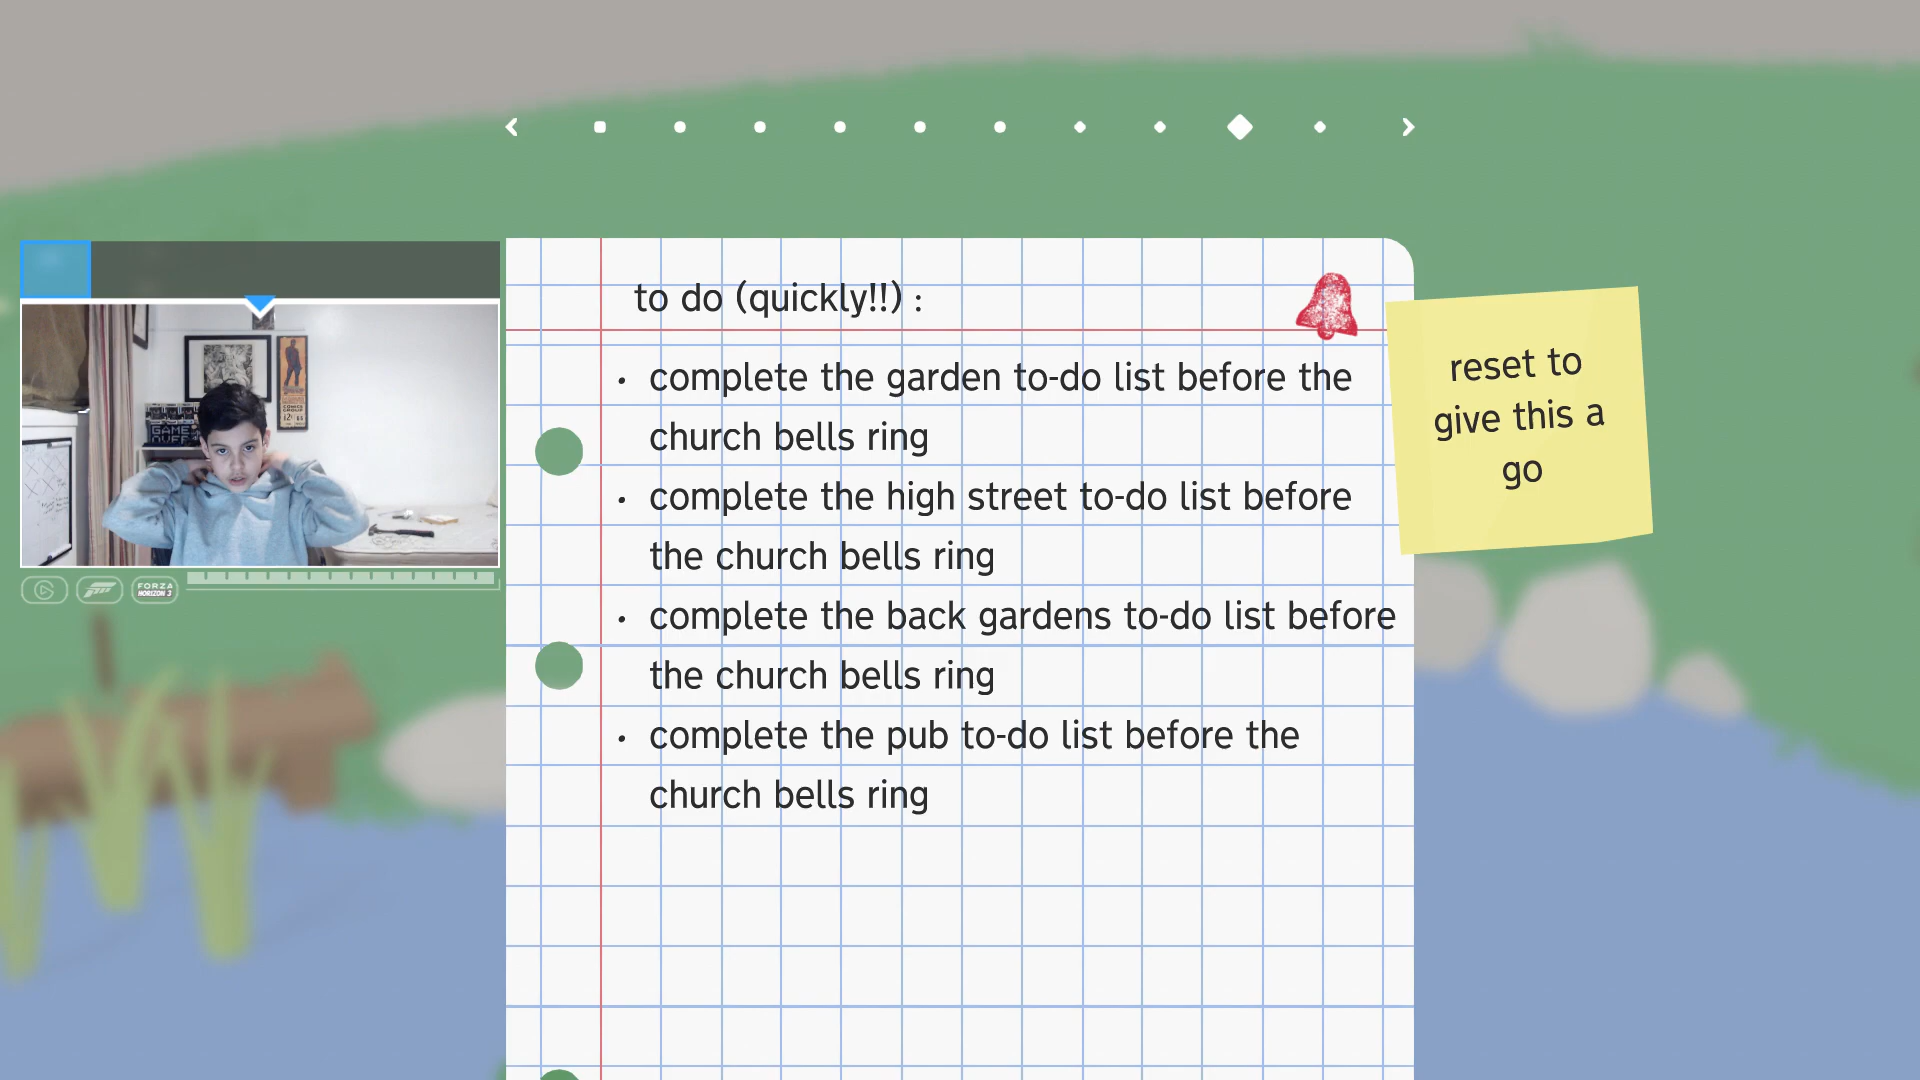 to do (quickly!!) :
• complete the garden to-do list before the
church bells ring
• complete the high street to-do list before
the church bells ring
• complete the back gardens to-do list before
the church bells ring
• complete the pub to-do list before the
church bells ring
reset to
give this a
go
GAME
OVER
FORZA
HORIZON 3